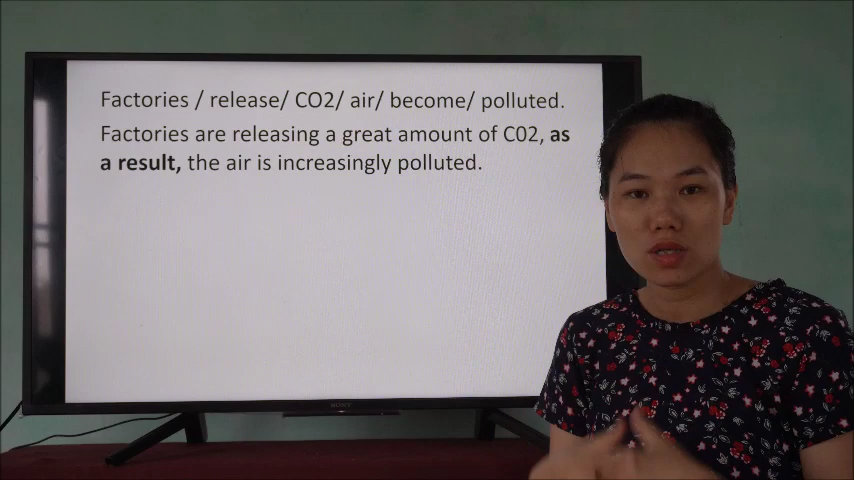 Factories / release/ CO2/ air/ become/ polluted.
Factories are releasing a great amount of C02, as
a result, the air is increasingly polluted.
SONY